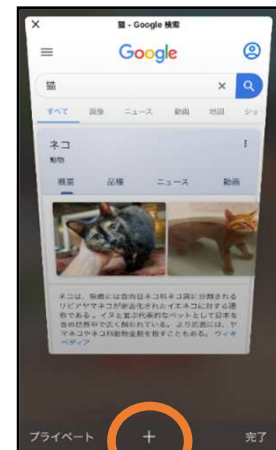 猫 - Google 検索
Google
猫
すべて 画像 ニュース 動画 地図 ショ
ネコ
動物
概要 品種 ニュース 動画
ネコは、狭義には食肉目ネコ科ネコ属に分類される
リビアヤマネコが家畜化されたイエネコに対する通
称である。イヌと並ぶ代表的なペットとして日本を
含め世界中で広く飼われている。より広義には、ヤ
マネコやネコ科動物全般を指すこともある。 ウィキ
ペディア
プライベート + 完了